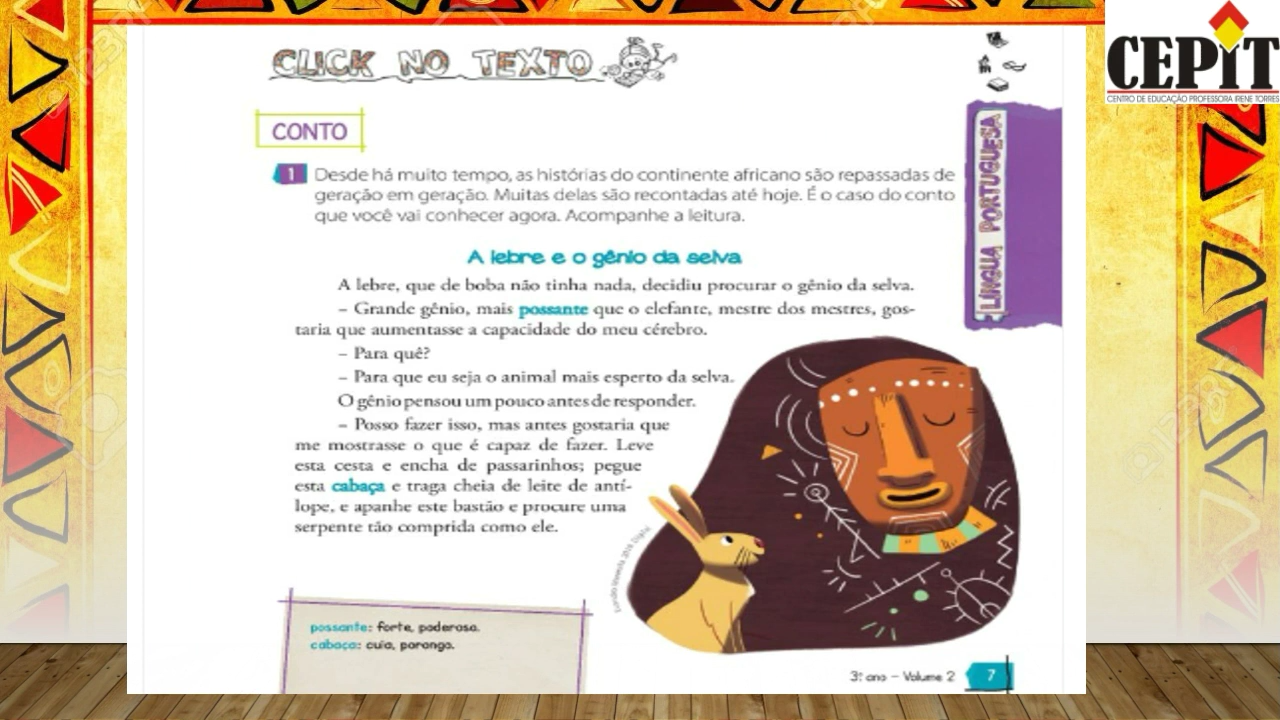 CEPIT
CENTRO DE EDUCAÇÃO PROFESSORA IRENE TORRES
CLICK NO TEXTO
LÍNGUA PORTUGUESA
CONTO
1 Desde há muito tempo, as histórias do continente africano são repassadas de
geração em geração. Muitas delas são recontadas até hoje. É o caso do conto
que você vai conhecer agora. Acompanhe a leitura.
A lebre e o gênio da selva
A lebre, que de boba não tinha nada, decidiu procurar o gênio da selva.
– Grande gênio, mais possante que o elefante, mestre dos mestres, gos-
taria que aumentasse a capacidade do meu cérebro.
– Para quê?
– Para que eu seja o animal mais esperto da selva.
O gênio pensou um pouco antes de responder.
– Posso fazer isso, mas antes gostaria que
me mostrasse o que é capaz de fazer. Leve
esta cesta e encha de passarinhos; pegue
esta cabaça e traga cheia de leite de antí-
lope, e apanhe este bastão e procure uma
serpente tão comprida como ele.
possante: forte, poderosa.
cabaça: cuia, porongo.
3º. ano – Volume 2 7